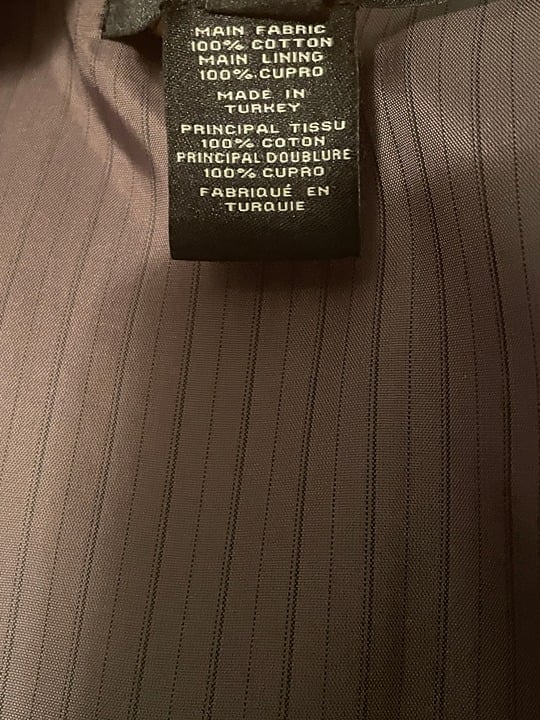 MAIN FABRIC
100% COTTON
MAIN LINING
100% CUPRO
MADE IN
TURKEY
PRINCIPAL TISSU
100% COTON
PRINCIPAL DOUBLURE
100% CUPRO
FABRIQUÉ EN
TURQUIE